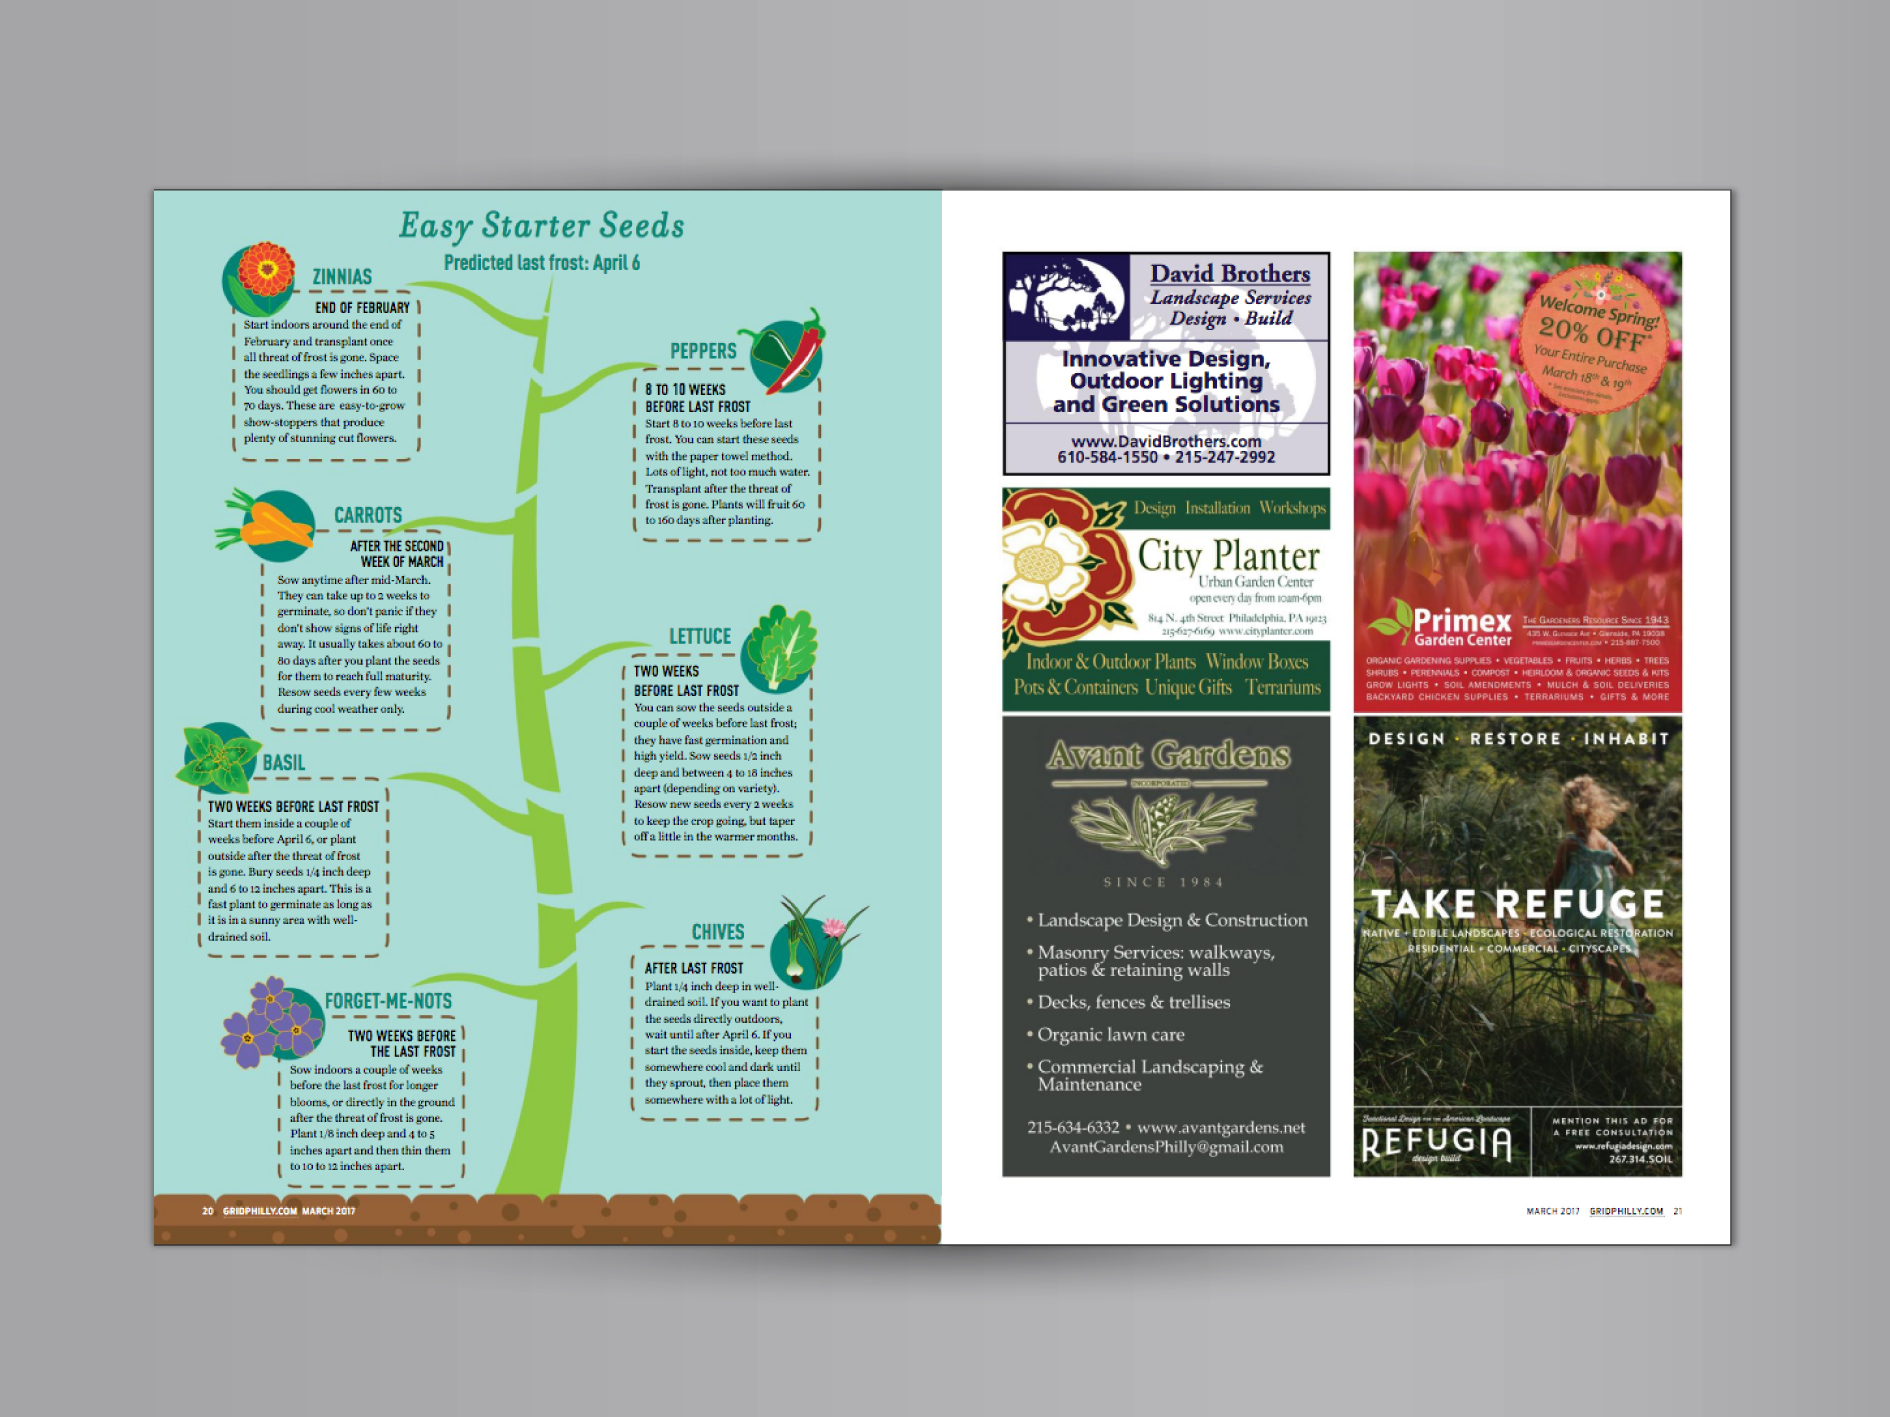 Easy Starter Seeds
Predicted last frost: April 6
ZINNIAS
END OF FEBRUARY
Start indoors around the end of
February and transplant once
all threat of frost is gone. Space
the seedlings a few inches apart.
You should get flowers in 60 to
70 days. These are easy-to-grow
show-stoppers that produce
plenty of stunning cut flowers.
PEPPERS
8 TO 10 WEEKS
BEFORE LAST FROST
Start 8 to 10 weeks before last
frost. You can start these seeds
with the paper towel method.
Lots of light, not too much water.
Transplant after the threat of
frost is gone. Plants will fruit 60
to 160 days after planting.
CARROTS
AFTER THE SECOND
WEEK OF MARCH
Sow anytime after mid-March.
They can take up to 2 weeks to
germinate, so don't panic if they
don't show signs of life right
away. It usually takes about 60 to
80 days after you plant the seeds
for them to reach full maturity.
Resow seeds every few weeks
during cool weather only.
LETTUCE
TWO WEEKS
BEFORE LAST FROST
You can sow the seeds outside a
couple of weeks before last frost;
they have fast germination and
high yield. Sow seeds 1/2 inch
deep and between 4 to 18 inches
apart (depending on variety).
Resow new seeds every 2 weeks
to keep the crop going, but taper
off a little in the warmer months.
BASIL
TWO WEEKS BEFORE LAST FROST
Start them inside a couple of
weeks before April 6, or plant
outside after the threat of frost
is gone. Bury seeds 1/4 inch deep
and 6 to 12 inches apart. This is a
fast plant to germinate as long as
it is in a sunny area with well-
drained soil.
CHIVES
AFTER LAST FROST
Plant 1/4 inch deep in well-
drained soil. If you want to plant
the seeds directly outdoors,
wait until after April 6. If you
start the seeds inside, keep them
somewhere cool and dark until
they sprout, then place them
somewhere with a lot of light.
FORGET-ME-NOTS
TWO WEEKS BEFORE
THE LAST FROST
Sow indoors a couple of weeks
before the last frost for longer
blooms, or directly in the ground
after the threat of frost is gone.
Plant 1/8 inch deep and 4 to 5
inches apart and then thin them
to 10 to 12 inches apart.
20 GRIDPHILLY.COM MARCH 2017
David Brothers
Landscape Services
Design • Build
Innovative Design,
Outdoor Lighting
and Green Solutions
www.DavidBrothers.com
610-584-1550 • 215-247-2992
Design Installation Workshops
City Planter
Urban Garden Center
open every day from 10am-6pm
814 N. 4th Street Philadelphia, PA 19123
215-627-6169 www.cityplanter.com
Indoor & Outdoor Plants Window Boxes
Pots & Containers Unique Gifts Terrariums
Avant Gardens
INCORPORATED
SINCE 1984
• Landscape Design & Construction
• Masonry Services: walkways,
patios & retaining walls
• Decks, fences & trellises
• Organic lawn care
• Commercial Landscaping &
Maintenance
215-634-6332 • www.avantgardens.net
AvantGardensPhilly@gmail.com
Welcome Spring!
20% OFF*
Your Entire Purchase
March 18th & 19th
Primex
Garden Center
THE GARDENERS RESOURCE SINCE 1943
435 W. Glenside Ave • Glenside, PA 19038
PRIMEXGARDENCENTER.COM • 215-887-7500
ORGANIC GARDENING SUPPLIES • VEGETABLES • FRUITS • HERBS • TREES
SHRUBS • PERENNIALS • COMPOST • HEIRLOOM & ORGANIC SEEDS & KITS
GROW LIGHTS • SOIL AMENDMENTS • MULCH & SOIL DELIVERIES
BACKYARD CHICKEN SUPPLIES • TERRARIUMS • GIFTS & MORE
DESIGN · RESTORE · INHABIT
TAKE REFUGE
NATIVE + EDIBLE LANDSCAPES · ECOLOGICAL RESTORATION
RESIDENTIAL + COMMERCIAL · CITYSCAPES
Functional Design FOR THE American Landscape
REFUGIA
design build
MENTION THIS AD FOR
A FREE CONSULTATION
www.refugiadesign.com
267.314.SOIL
MARCH 2017 GRIDPHILLY.COM 21